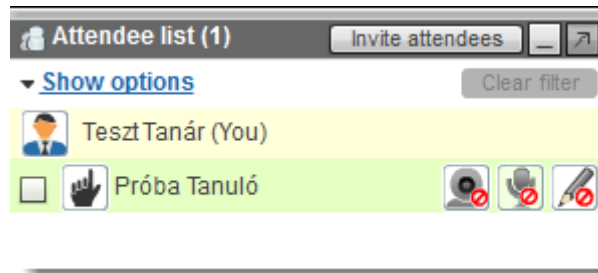 Attendee list (1) Invite attendees
Show options Clear filter
Teszt Tanár (You)
Próba Tanuló